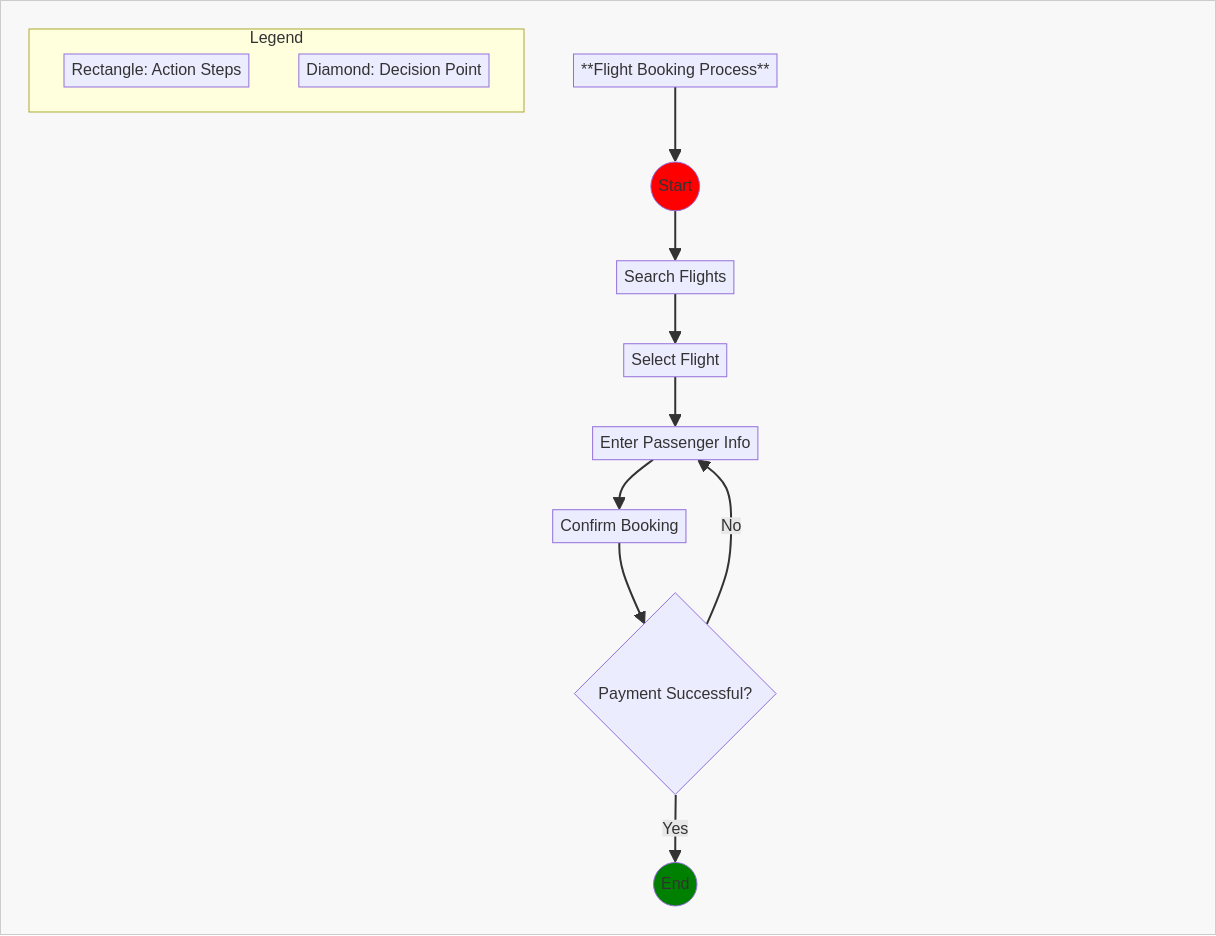 Legend
Rectangle: Action Steps
Diamond: Decision Point
**Flight Booking Process**
Start
Search Flights
Select Flight
Enter Passenger Info
Confirm Booking
No
Payment Successful?
Yes
End